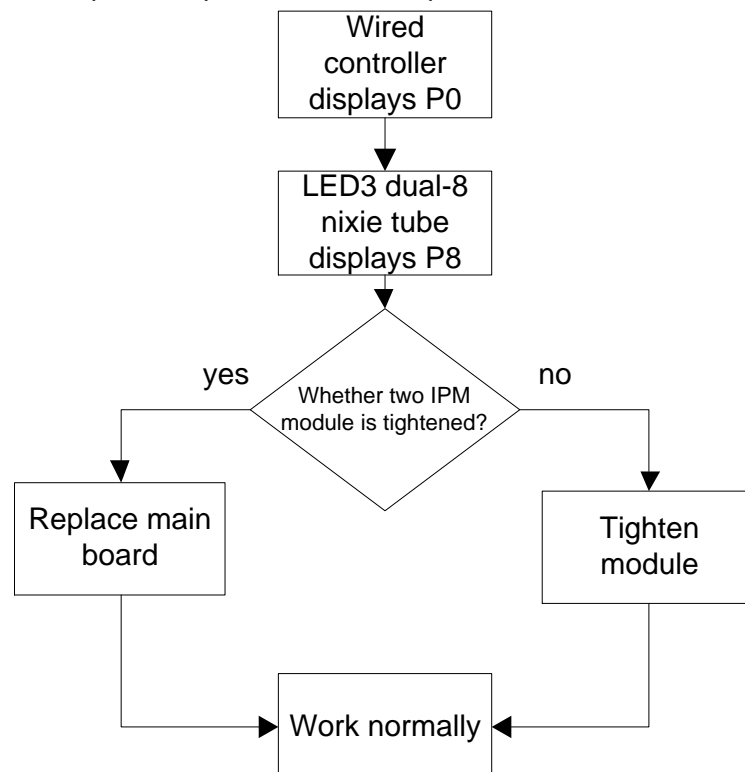 Wired
controller
displays P0
LED3 dual-8
nixie tube
displays P8
yes
no
Whether two IPM
module is tightened?
Replace main
board
Tighten
module
Work normally